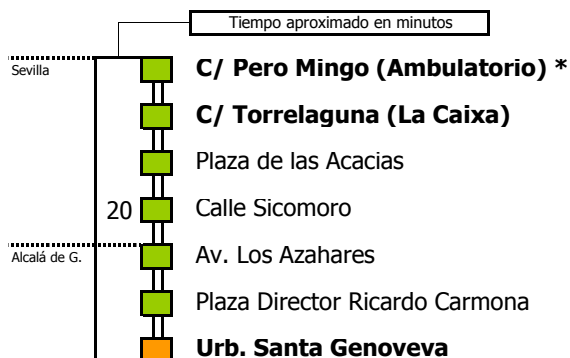 Tiempo aproximado en minutos
Sevilla
C/ Pero Mingo (Ambulatorio) *
C/ Torrelaguna (La Caixa)
Plaza de las Acacias
20
Calle Sicomoro
Alcalá de G.
Av. Los Azahares
Plaza Director Ricardo Carmona
Urb. Santa Genoveva